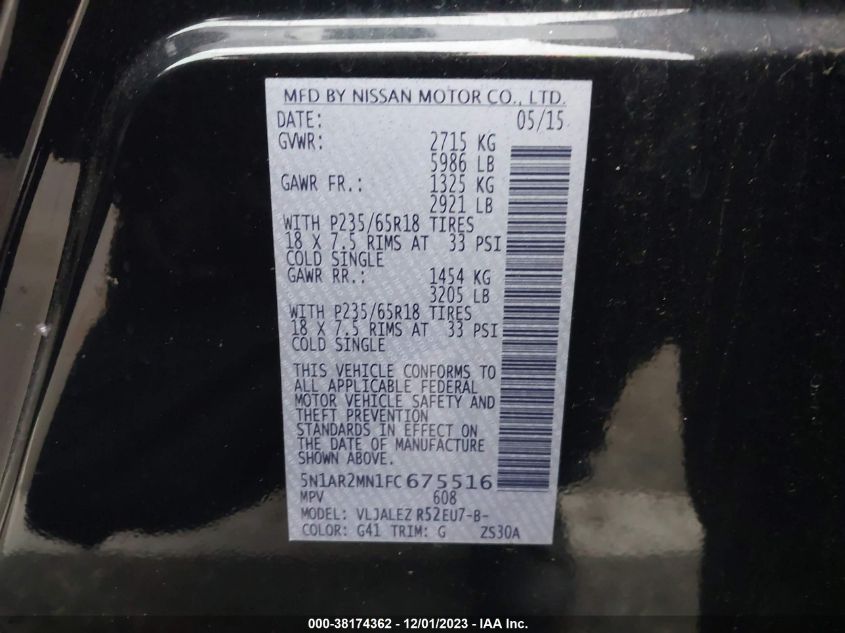 MFD BY NISSAN MOTOR CO., LTD.
DATE: 05/15
GVWR: 2715 KG
5986 LB
GAWR FR.: 1325 KG
2921 LB
WITH P235/65R18 TIRES
18 X 7.5 RIMS AT 33 PSI
COLD SINGLE
GAWR RR.: 1454 KG
3205 LB
WITH P235/65R18 TIRES
18 X 7.5 RIMS AT 33 PSI
COLD SINGLE
THIS VEHICLE CONFORMS TO
ALL APPLICABLE FEDERAL
MOTOR VEHICLE SAFETY AND
THEFT PREVENTION
STANDARDS IN EFFECT ON
THE DATE OF MANUFACTURE
SHOWN ABOVE.
5N1AR2MN1FC675516
MPV 608
MODEL: VLJALEZ R52EU7-B-
COLOR: G41 TRIM: G ZS30A
000-38174362 - 12/01/2023 - IAA Inc.